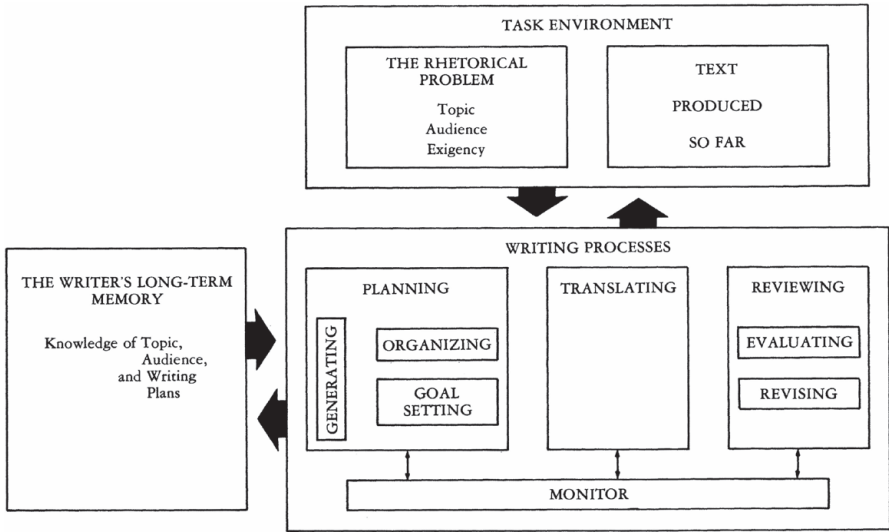 TASK ENVIRONMENT
THE RHETORICAL
PROBLEM
Topic
Audience
Exigency
TEXT
PRODUCED
SO FAR
THE WRITER'S LONG-TERM
MEMORY
Knowledge of Topic,
Audience,
and Writing
Plans
WRITING PROCESSES
PLANNING
GENERATING
ORGANIZING
GOAL
SETTING
TRANSLATING
REVIEWING
EVALUATING
REVISING
MONITOR